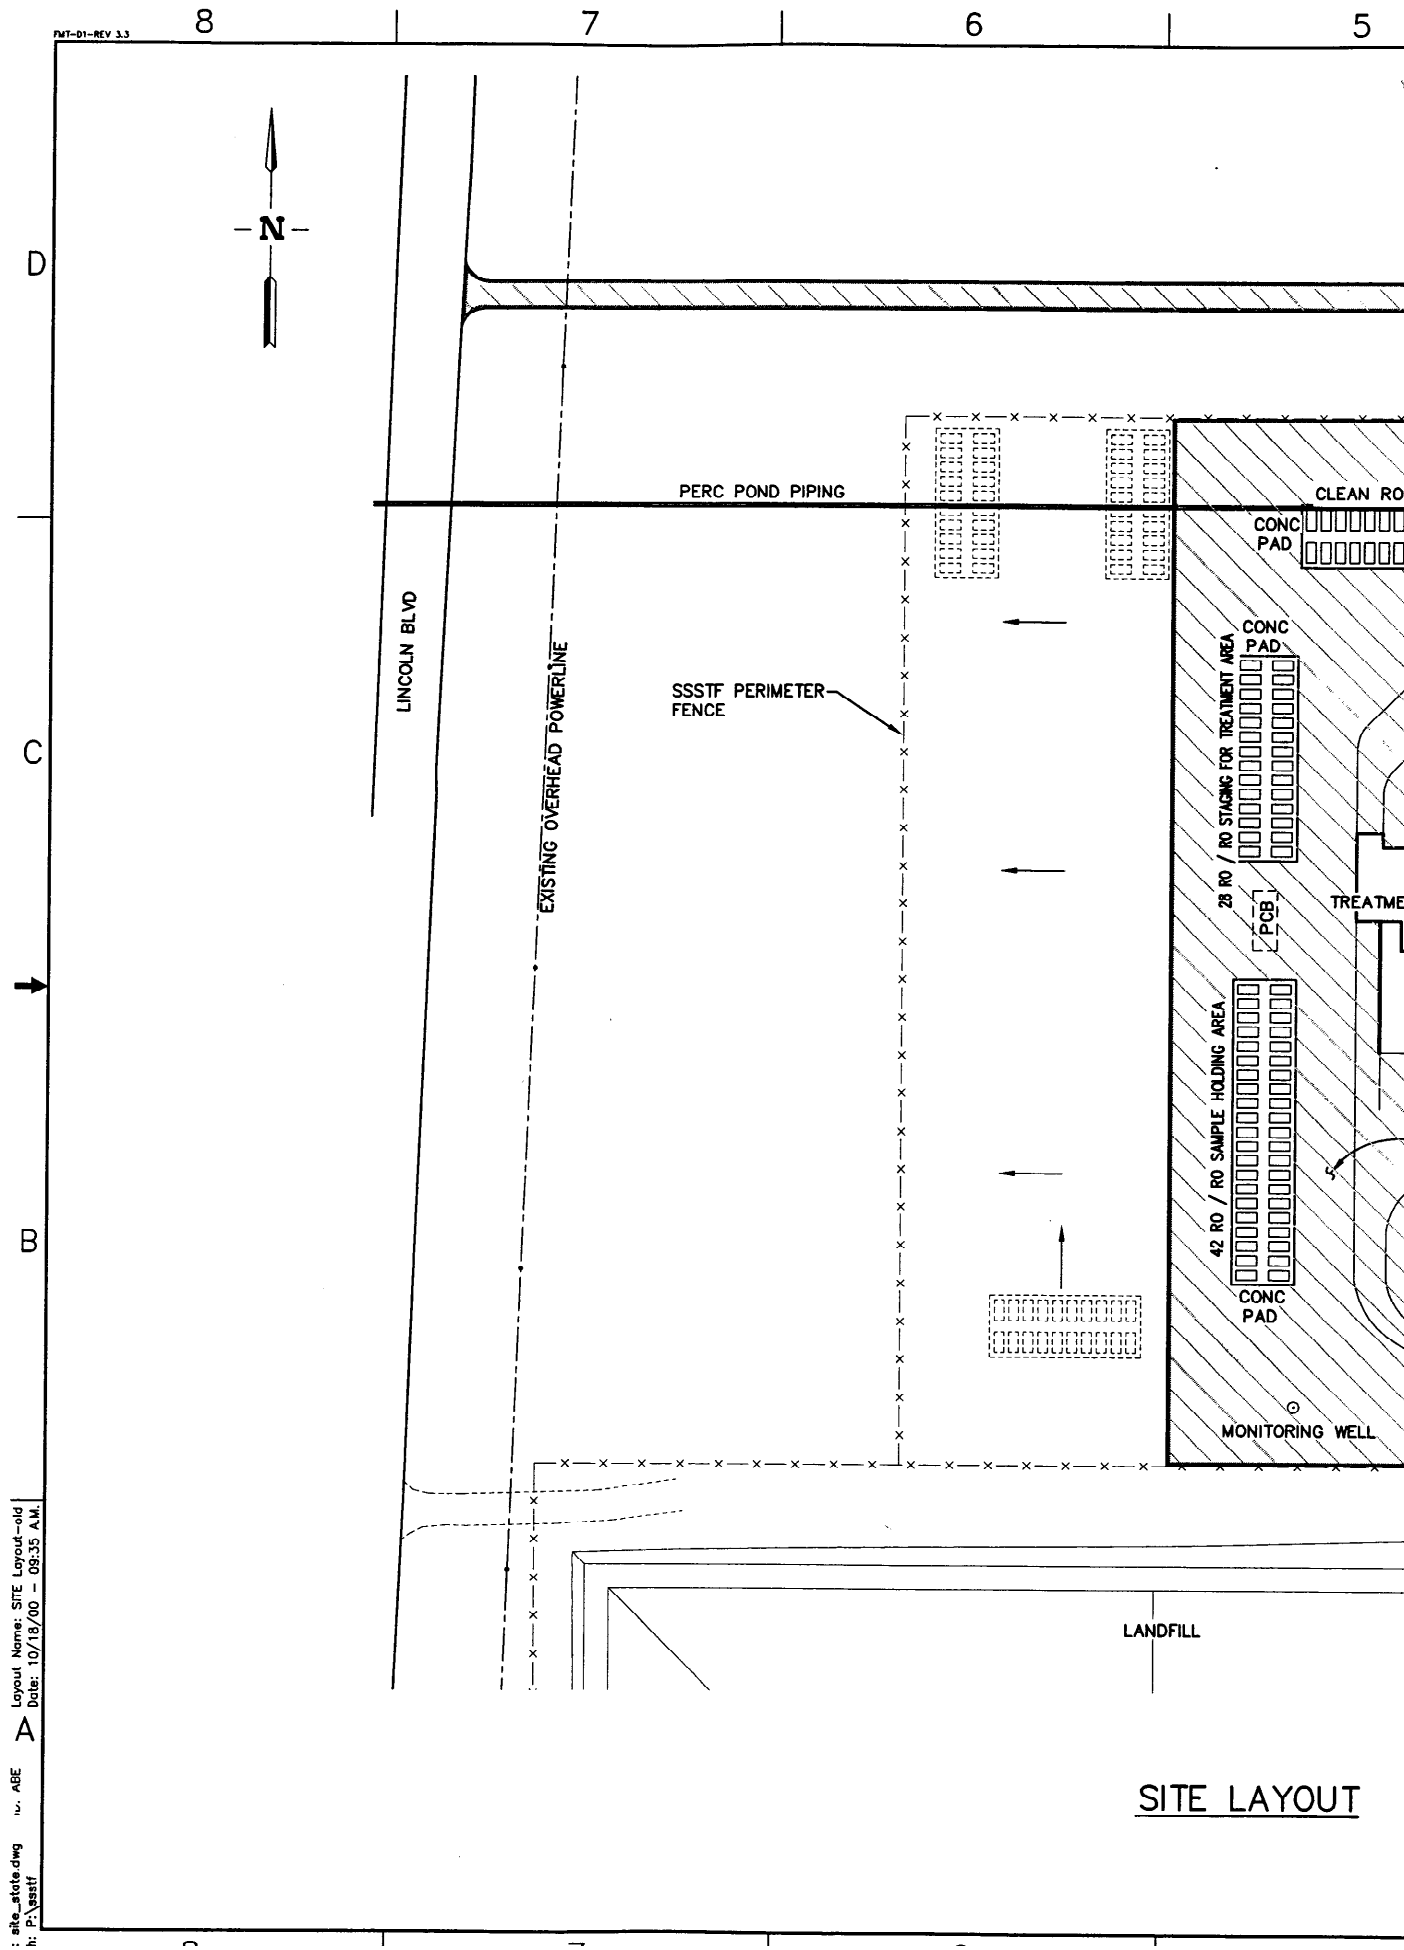 8
7
6
5
FMT-D1-REV 3.3
N
D
PERC POND PIPING
CLEAN RO
CONC
PAD
LINCOLN BLVD
CONC
PAD
28 RO / RO STAGING FOR TREATMENT AREA
EXISTING OVERHEAD POWERLINE
SSSTF PERIMETER
FENCE
C
PCB
TREATME
42 RO / RO SAMPLE HOLDING AREA
B
CONC
PAD
MONITORING WELL
LANDFILL
Layout Name: SITE Layout-old
Date: 10/18/00 - 09:35 A.M.
A
ABE
SITE LAYOUT
: site_state.dwg
h: P:\ssstf